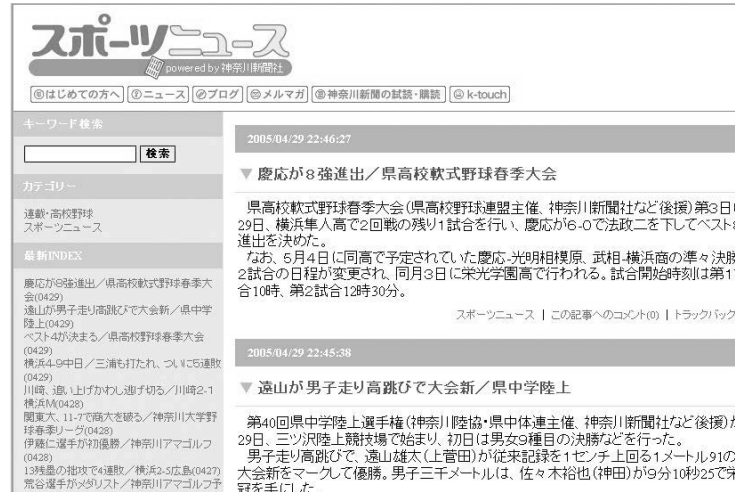 スポーツニュース
powered by 神奈川新聞社
はじめての方へ ニュース ブログ メルマガ 神奈川新聞の試読・購読 k-touch
キーワード検索
検索
カテゴリー
連載・高校野球
スポーツニュース
最新INDEX
慶応が8強進出／県高校軟式野球春季大
会(0429)
遠山が男子走り高跳びで大会新／県中学
陸上(0429)
ベスト4が決まる／県高校野球春季大会
(0429)
横浜4-9中日／三浦も打たれ、ついに5連敗
(0429)
川崎、追い上げかわし逃げ切る／川崎2-1
横浜M(0428)
関東大、11-7で商大を破る／神奈川大学野
球春季リーグ(0428)
伊藤仁選手が初優勝／神奈川アマゴルフ
(0428)
13残塁の拙攻で4連敗／横浜2-5広島(0427)
荒谷選手がメダリスト／神奈川アマゴルフ予
2005/04/29 22:46:27
▼慶応が8強進出／県高校軟式野球春季大会
県高校軟式野球春季大会(県高校野球連盟主催、神奈川新聞社など後援)第3日
29日、横浜隼人高で2回戦の残り1試合を行い、慶応が6-0で法政二を下してベスト
進出を決めた。
なお、5月4日に同高で予定されていた慶応-光明相模原、武相-横浜商の準々決勝
2試合の日程が変更され、同月3日に栄光学園高で行われる。試合開始時刻は第1
合10時、第2試合12時30分。
スポーツニュース | この記事へのコメント(0) | トラックバック
2005/04/29 22:45:38
▼遠山が男子走り高跳びで大会新／県中学陸上
第40回県中学陸上選手権(神奈川陸協・県中体連主催、神奈川新聞社など後援)が
29日、三ツ沢陸上競技場で始まり、初日は男女9種目の決勝などを行った。
男子走り高跳びで、遠山雄太(上菅田)が従来記録を1センチ上回る1メートル91の
大会新をマークして優勝。男子三千メートルは、佐々木裕也(神田)が9分10秒25で栄
冠を手にした